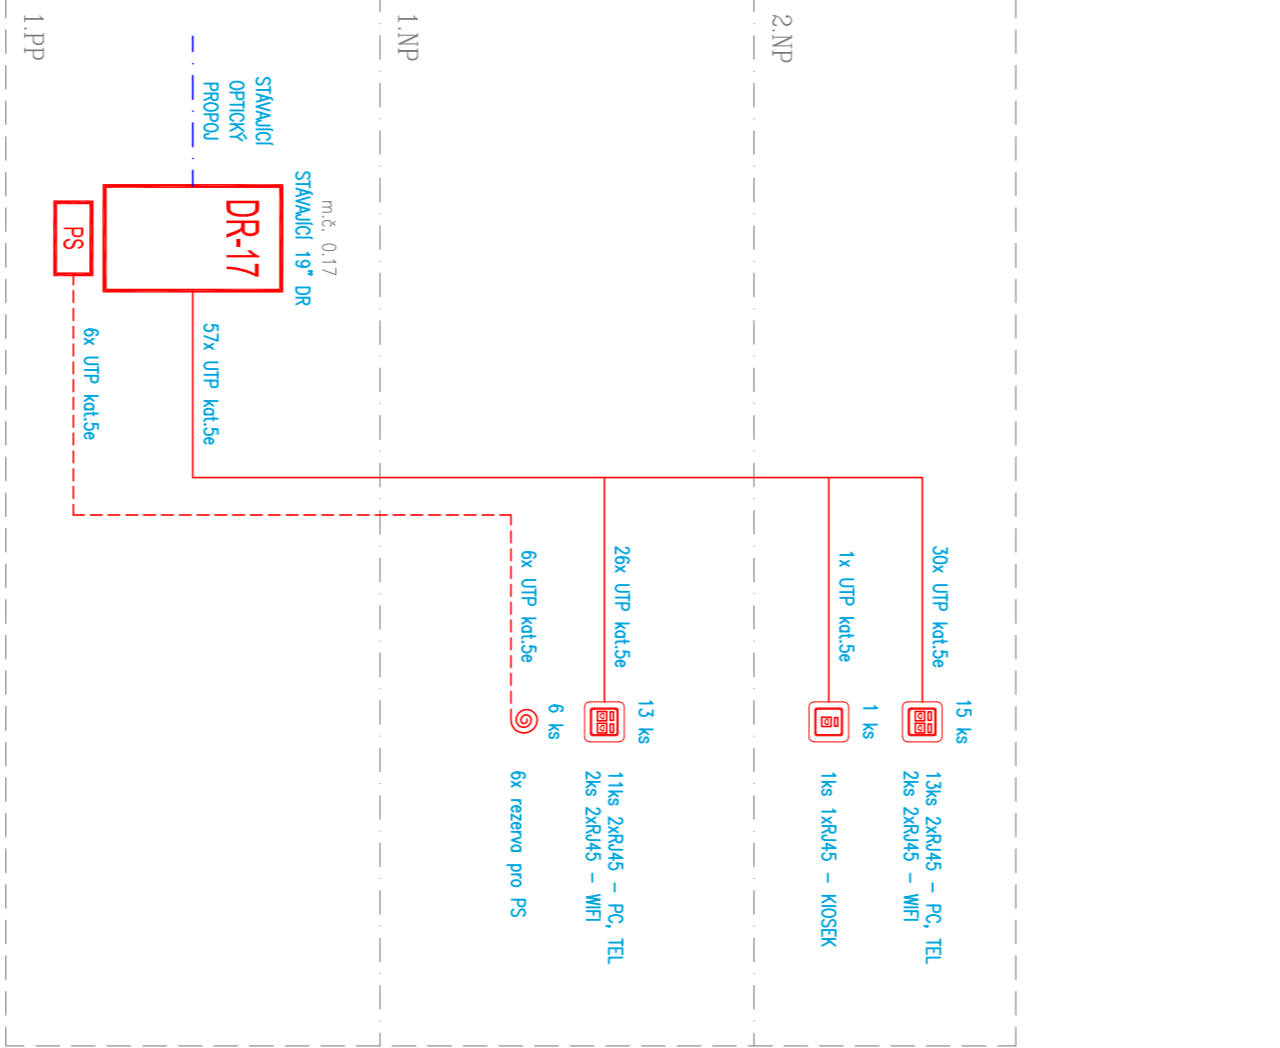 2.NP
30x UTP kat.5e
15 ks
13ks 2xRJ45 - PC, TEL
2ks 2xRJ45 - WIFI
1x UTP kat.5e
1 ks
1ks 1xRJ45 - KIOSEK
1.NP
26x UTP kat.5e
13 ks
11ks 2xRJ45 - PC, TEL
2ks 2xRJ45 - WIFI
6x UTP kat.5e
6 ks
6x rezerva pro PS
1.PP
STÁVAJÍCÍ
OPTICKÝ
PROPOJ
m.č. 0.17
STÁVAJÍCÍ 19" DR
DR-17
57x UTP kat.5e
PS
6x UTP kat.5e